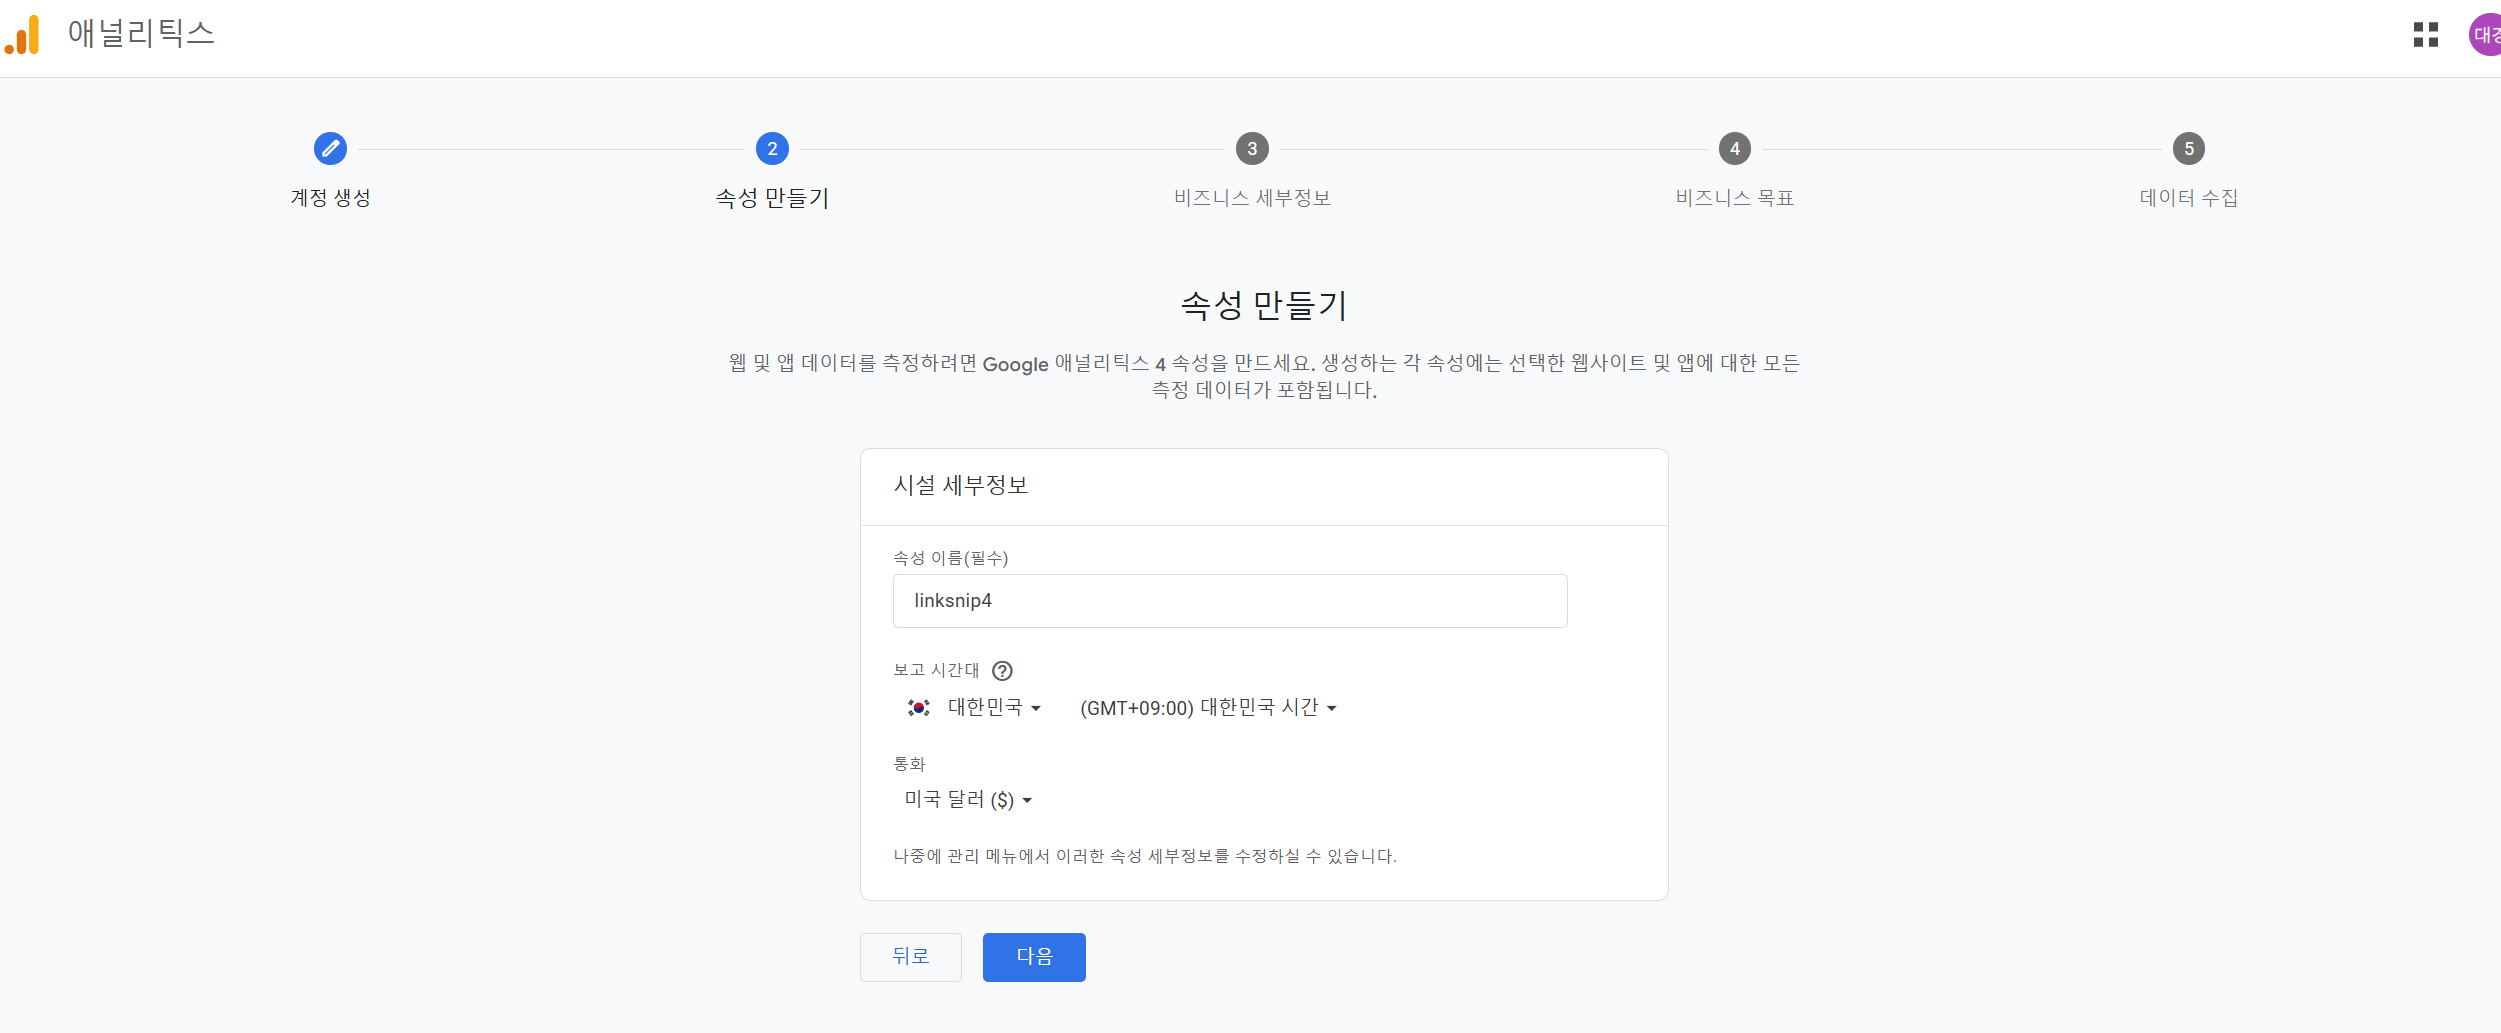 애널리틱스
대경
2
3
4
5
계정 생성
속성 만들기
비즈니스 세부정보
비즈니스 목표
데이터 수집
속성 만들기
웹 및 앱 데이터를 측정하려면 Google 애널리틱스 4 속성을 만드세요. 생성하는 각 속성에는 선택한 웹사이트 및 앱에 대한 모든
측정 데이터가 포함됩니다.
시설 세부정보
속성 이름(필수)
linksnip4
보고 시간대
대한민국 (GMT+09:00) 대한민국 시간
통화
미국 달러 ($)
나중에 관리 메뉴에서 이러한 속성 세부정보를 수정하실 수 있습니다.
뒤로 다음